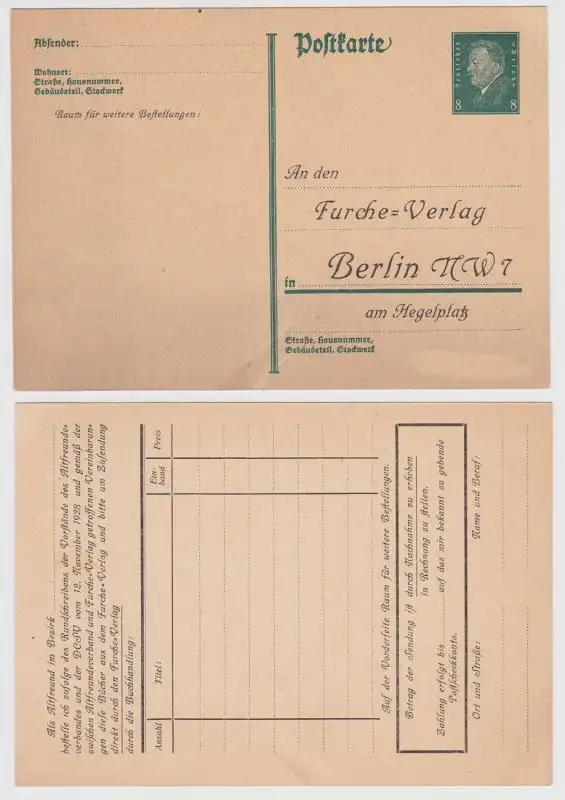 Absender:
Wohnort:
Straße, Hausnummer,
Gebäudeteil, Stockwerk
Raum für weitere Bestellungen:
Postkarte
Deutsches Reich
8 8
An den
Furche=Verlag
in Berlin NW 7
am Hegelplatz
Straße, Hausnummer,
Gebäudeteil, Stockwerk
Als Altfreund im Bezirk
bestelle ich zufolge des Rundschreibens der Vorstände des Altfreunde=
verbandes und der DCSV vom 12. November 1928 und gemäß der
zwischen Altfreundeverband und Furche=Verlag getroffenen Vereinbarun=
gen diese Bücher aus dem Furche=Verlag und bitte um Zusendung
direkt durch den Furche=Verlag
durch die Buchhandlung:
Anzahl Titel: Ein=
band Preis
Auf der Vorderseite Raum für weitere Bestellungen.
Betrag der Sendung ist durch Nachnahme zu erheben
in Rechnung zu stellen.
Zahlung erfolgt bis auf das mir bekannt zu gebende
Postscheckkonto.
Ort und Straße: Name und Beruf: